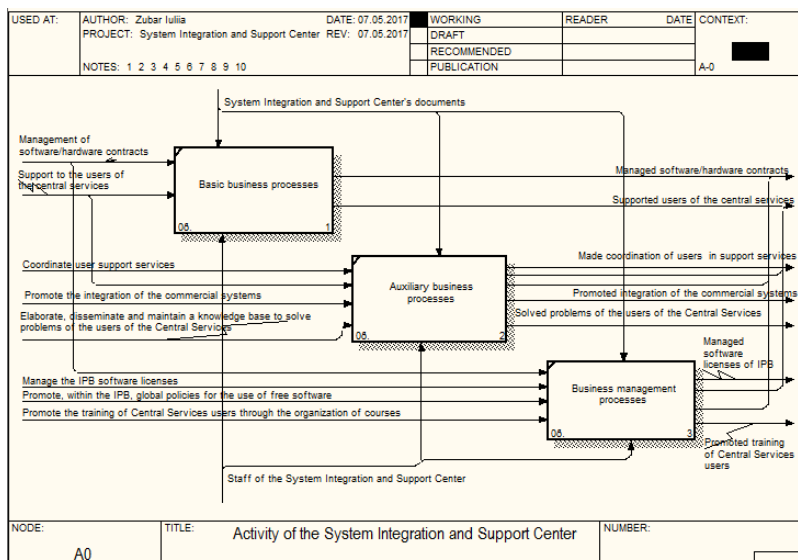 USED AT:
AUTHOR: Zubar Iuliia
DATE: 07.05.2017
PROJECT: System Integration and Support Center
REV: 07.05.2017
NOTES: 1 2 3 4 5 6 7 8 9 10
WORKING
DRAFT
RECOMMENDED
PUBLICATION
READER
DATE
CONTEXT:
A-0
System Integration and Support Center's documents
Management of
software/hardware contracts
Support to the users of
the central services
Basic business processes
06.
1
Managed software/hardware contracts
Supported users of the central services
Coordinate user support services
Promote the integration of the commercial systems
Elaborate, disseminate and maintain a knowledge base to solve
problems of the users of the Central Services
Auxiliary business
processes
06.
2
Made coordination of users in support services
Promoted integration of the commercial systems
Solved problems of the users of the Central Services
Manage the IPB software licenses
Promote, within the IPB, global policies for the use of free software
Promote the training of Central Services users through the organization of courses
Business management
processes
06.
3
Managed
software
licenses of IPB
Promoted training
of Central Services
users
Staff of the System Integration and Support Center
NODE:
A0
TITLE:
Activity of the System Integration and Support Center
NUMBER: